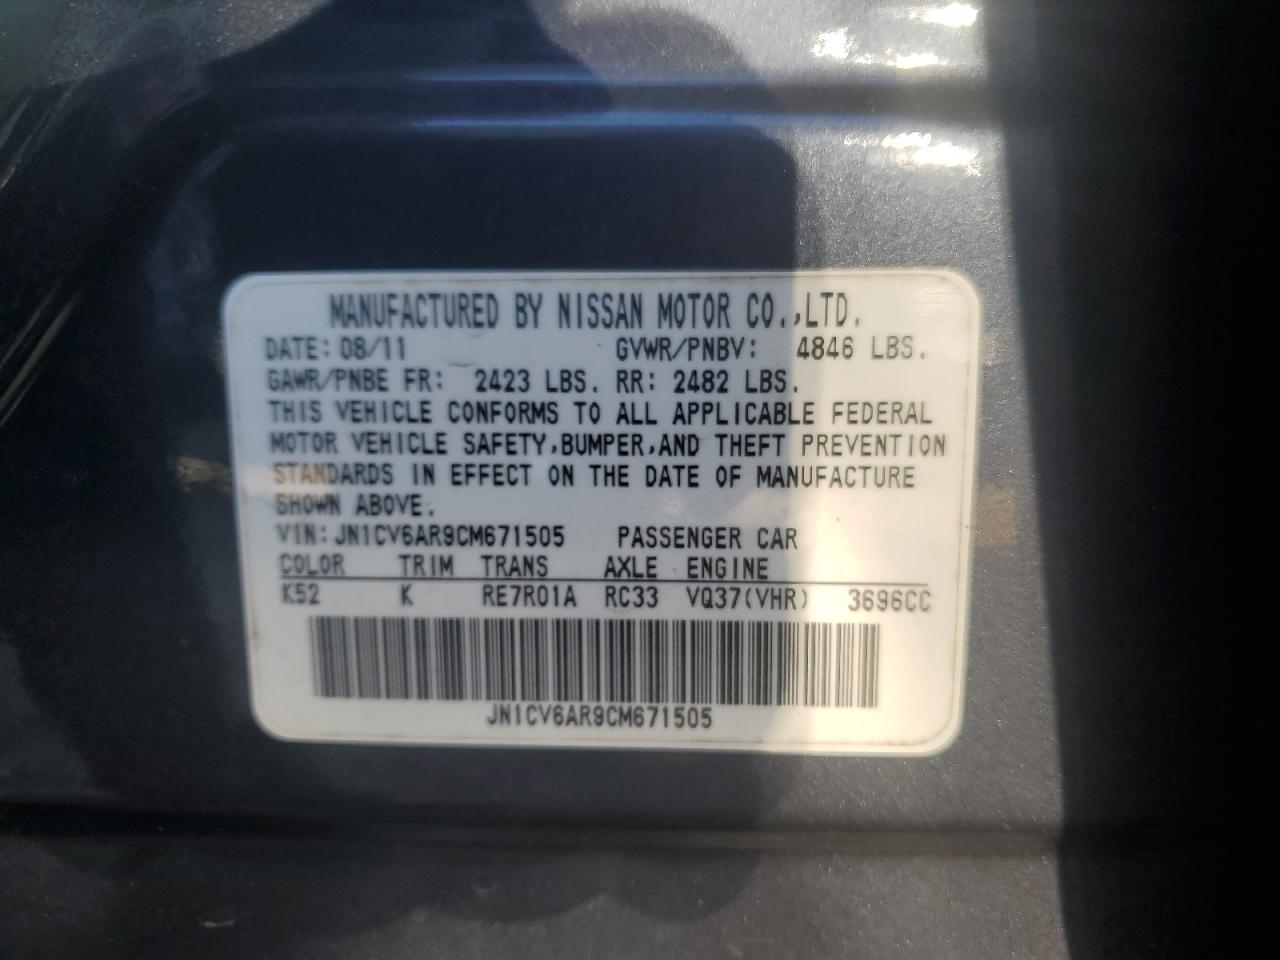 MANUFACTURED BY NISSAN MOTOR CO.,LTD.
DATE: 08/11 GVWR/PNBV: 4846 LBS.
GAWR/PNBE FR: 2423 LBS. RR: 2482 LBS.
THIS VEHICLE CONFORMS TO ALL APPLICABLE FEDERAL
MOTOR VEHICLE SAFETY,BUMPER,AND THEFT PREVENTION
STANDARDS IN EFFECT ON THE DATE OF MANUFACTURE
SHOWN ABOVE.
VIN: JN1CV6AR9CM671505 PASSENGER CAR
COLOR TRIM TRANS AXLE ENGINE
K52 K RE7R01A RC33 VQ37(VHR) 3696CC
JN1CV6AR9CM671505